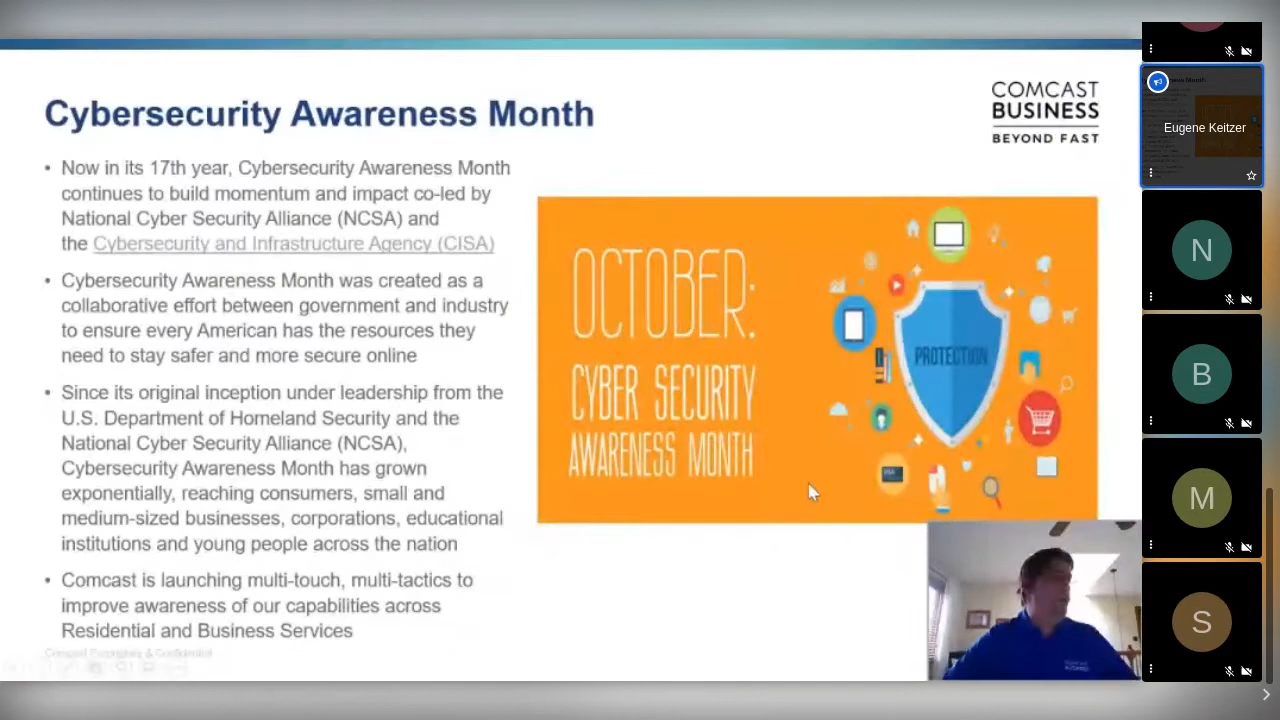 Cybersecurity Awareness Month
COMCAST
BUSINESS
BEYOND FAST
• Now in its 17th year, Cybersecurity Awareness Month
continues to build momentum and impact co-led by
National Cyber Security Alliance (NCSA) and
the Cybersecurity and Infrastructure Agency (CISA)
• Cybersecurity Awareness Month was created as a
collaborative effort between government and industry
to ensure every American has the resources they
need to stay safer and more secure online
• Since its original inception under leadership from the
U.S. Department of Homeland Security and the
National Cyber Security Alliance (NCSA),
Cybersecurity Awareness Month has grown
exponentially, reaching consumers, small and
medium-sized businesses, corporations, educational
institutions and young people across the nation
• Comcast is launching multi-touch, multi-tactics to
improve awareness of our capabilities across
Residential and Business Services
Comcast Proprietary & Confidential
OCTOBER:
CYBER SECURITY
AWARENESS MONTH
PROTECTION
Eugene Keitzer
N
B
M
S